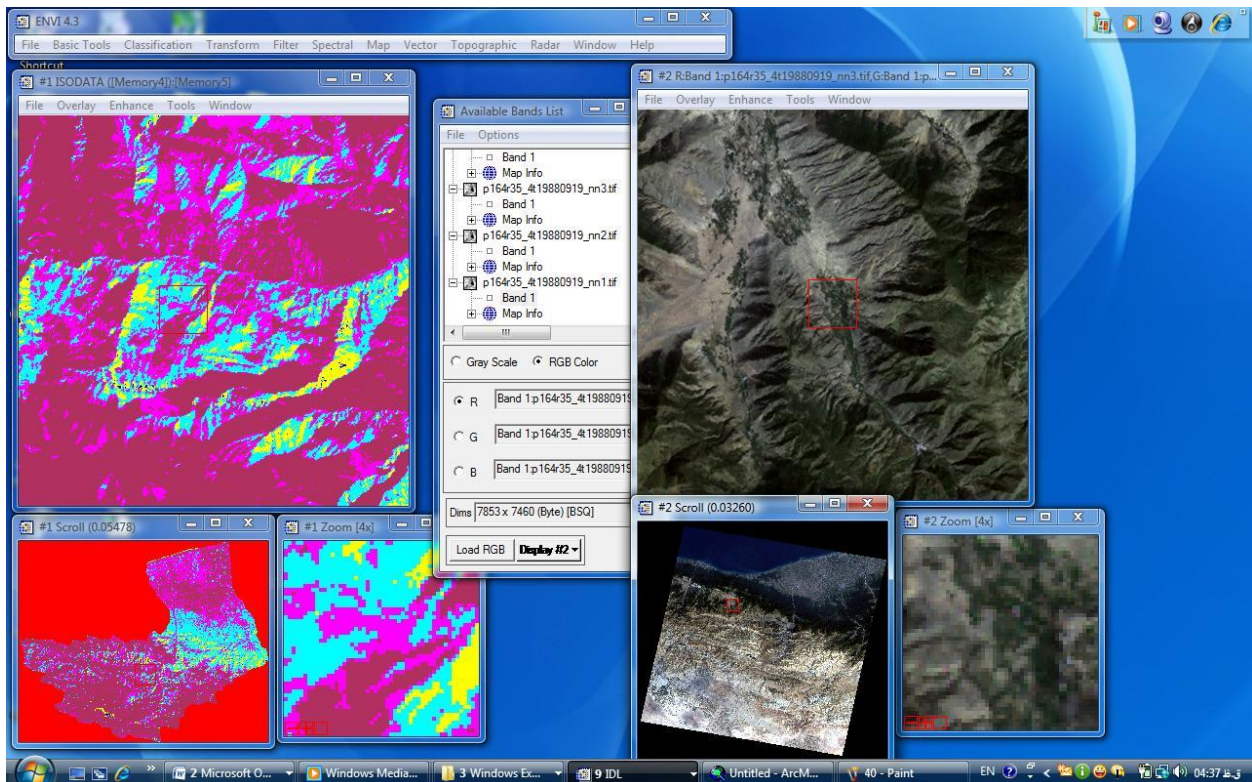 ENVI 4.3
File Basic Tools Classification Transform Filter Spectral Map Vector Topographic Radar Window Help
Shortcut
#1 ISODATA ([Memory4]):[Memory5]
File Overlay Enhance Tools Window
Available Bands List
File Options
Band 1
Map Info
p164r35_4t19880919_nn3.tif
Band 1
Map Info
p164r35_4t19880919_nn2.tif
Band 1
Map Info
p164r35_4t19880919_nn1.tif
Band 1
Map Info
Gray Scale RGB Color
R Band 1:p164r35_4t19880919
G Band 1:p164r35_4t19880919
B Band 1:p164r35_4t19880919
Dims 7853 x 7460 (Byte) [BSQ]
Load RGB Display #2
#2 R:Band 1:p164r35_4t19880919_nn3.tif,G:Band 1:p...
File Overlay Enhance Tools Window
#1 Scroll (0.05478)
#1 Zoom [4x]
#2 Scroll (0.03260)
#2 Zoom [4x]
2 Microsoft O...
Windows Media...
3 Windows Ex...
9 IDL
Untitled - ArcM...
40 - Paint
EN
04:37 ق.ظ